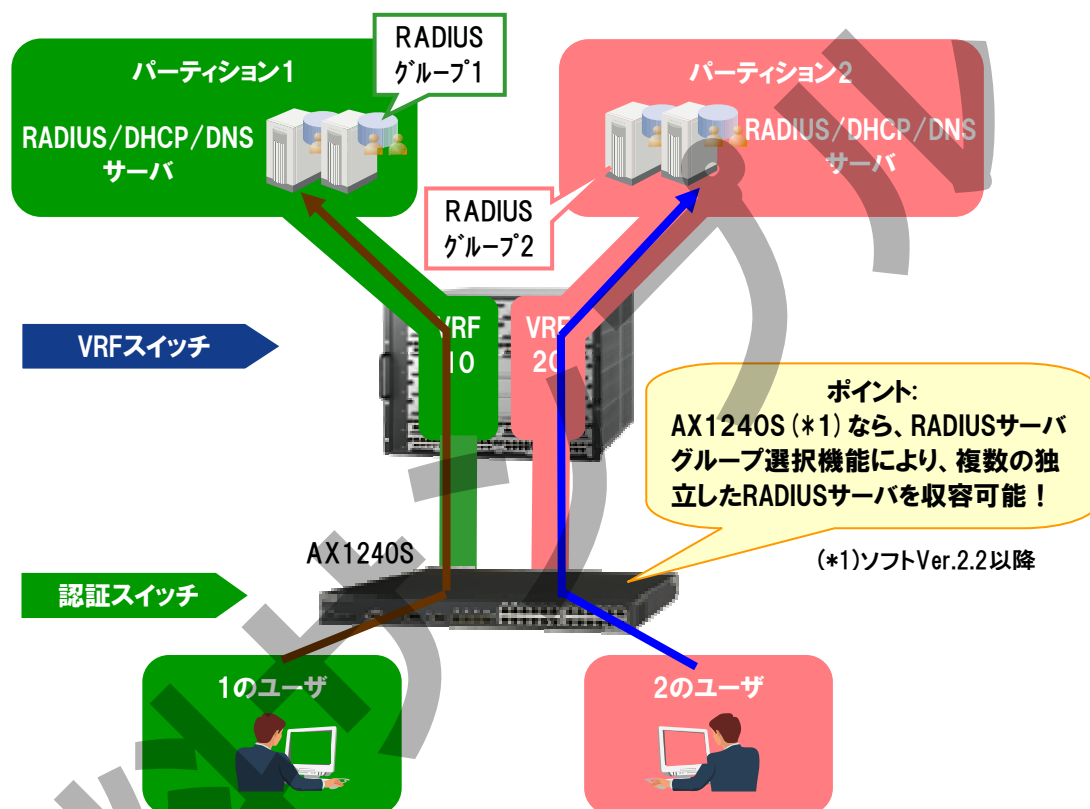 RADIUS
グループ1
パーティション1
RADIUS/DHCP/DNS
サーバ
パーティション2
RADIUS/DHCP/DNS
サーバ
RADIUS
グループ2
VRFスイッチ
VRF
10
VRF
20
ポイント:
AX1240S(*1)なら、RADIUSサーバ
グループ選択機能により、複数の独
立したRADIUSサーバを収容可能！
(*1)ソフトVer.2.2以降
AX1240S
認証スイッチ
1のユーザ
2のユーザ